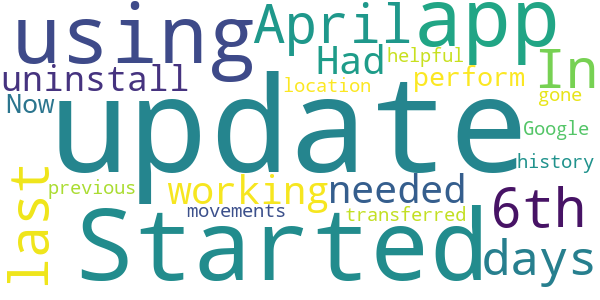 using April app
Had helpful In
uninstall location perform gone
Now update Google
history
last previous working needed 6th
movements transferred
Started days